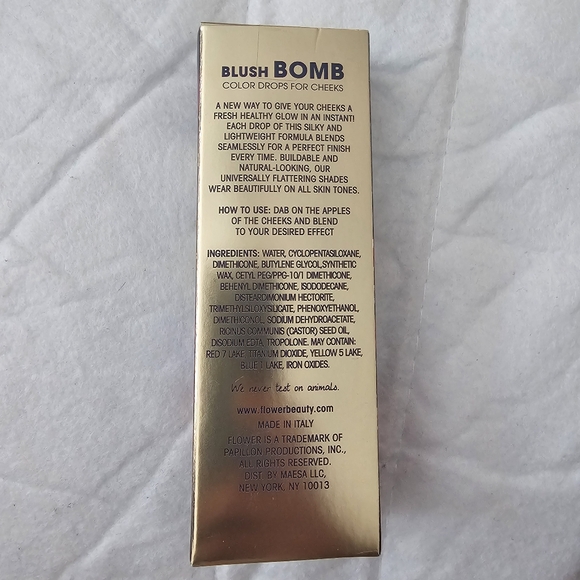 BLUSH BOMB
COLOR DROPS FOR CHEEKS
A NEW WAY TO GIVE YOUR CHEEKS A
FRESH HEALTHY GLOW IN AN INSTANT!
EACH DROP OF THIS SILKY AND
LIGHTWEIGHT FORMULA BLENDS
SEAMLESSLY FOR A PERFECT FINISH
EVERY TIME. BUILDABLE AND
NATURAL-LOOKING, OUR
UNIVERSALLY FLATTERING SHADES
WEAR BEAUTIFULLY ON ALL SKIN TONES.
HOW TO USE: DAB ON THE APPLES
OF THE CHEEKS AND BLEND
TO YOUR DESIRED EFFECT
INGREDIENTS: WATER, CYCLOPENTASILOXANE,
DIMETHICONE, BUTYLENE GLYCOL,SYNTHETIC
WAX, CETYL PEG/PPG-10/1 DIMETHICONE,
BEHENYL DIMETHICONE, ISODODECANE,
DISTEARDIMONIUM HECTORITE,
TRIMETHYLSILOXYSILICATE, PHENOXYETHANOL,
DIMETHICONOL, SODIUM DEHYDROACETATE,
RICINUS COMMUNIS (CASTOR) SEED OIL,
DISODIUM EDTA, TROPOLONE. MAY CONTAIN:
RED 7 LAKE, TITANIUM DIOXIDE, YELLOW 5 LAKE,
BLUE 1 LAKE, IRON OXIDES.
We never test on animals.
www.flowerbeauty.com
MADE IN ITALY
FLOWER IS A TRADEMARK OF
PAPILLON PRODUCTIONS, INC.,
ALL RIGHTS RESERVED.
DIST. BY MAESA LLC,
NEW YORK, NY 10013